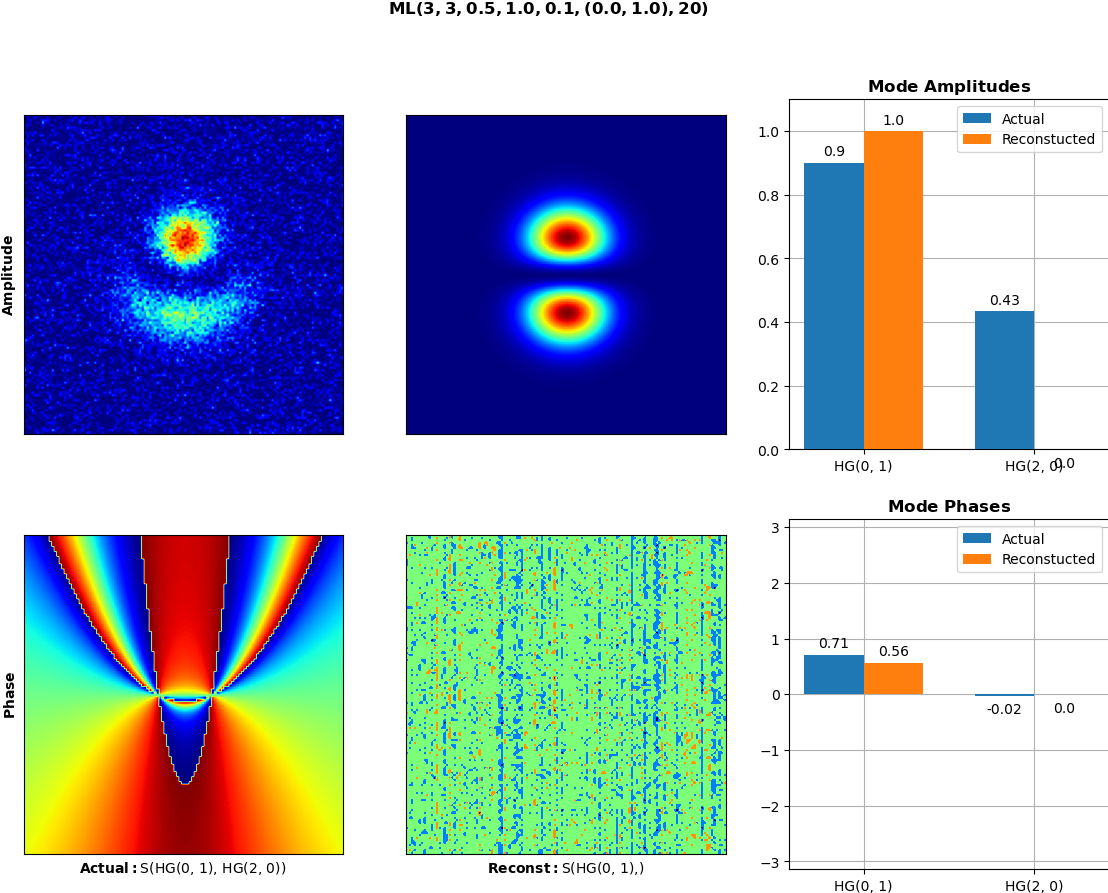 ML(3, 3, 0.5, 1.0, 0.1, (0.0, 1.0), 20)
Amplitude
Mode Amplitudes
Actual
Reconstucted
1.0
0.8
0.6
0.4
0.2
0.0
0.9
1.0
0.43
0.0
HG(0, 1)
HG(2, 0)
Phase
Actual:S(HG(0, 1), HG(2, 0))
Reconst:S(HG(0, 1),)
Mode Phases
Actual
Reconstucted
3
2
1
0
−1
−2
−3
0.71
0.56
-0.02
0.0
HG(0, 1)
HG(2, 0)